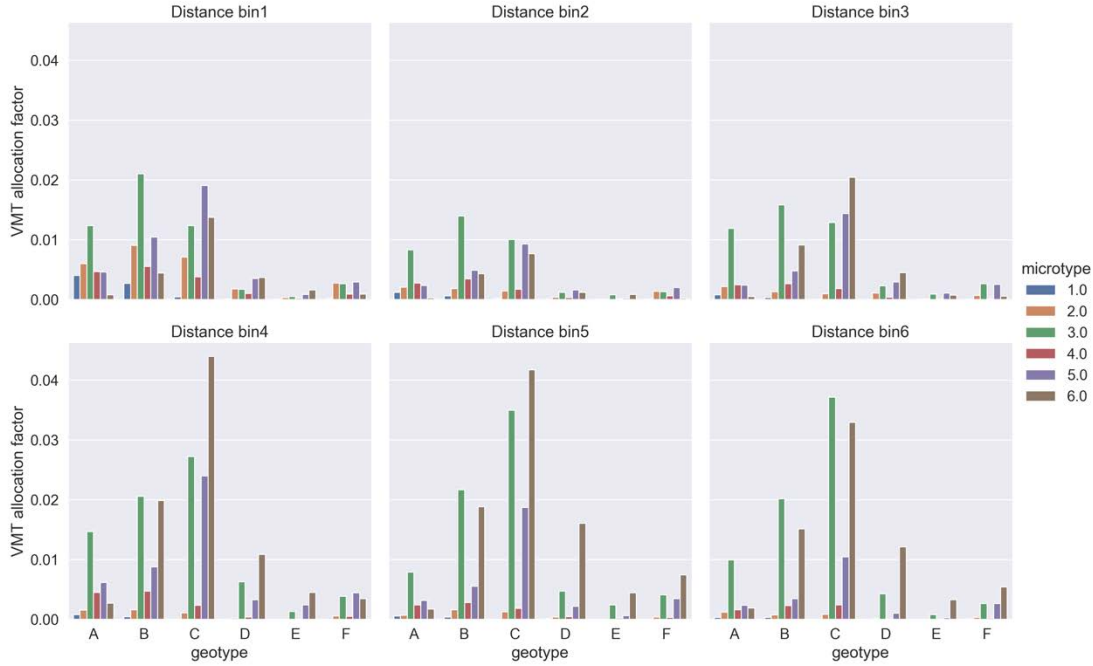 Distance bin1 Distance bin2 Distance bin3
0.04
0.03
0.02
0.01
0.00
VMT allocation factor
microtype
1.0
2.0
3.0
4.0
5.0
6.0
Distance bin4 Distance bin5 Distance bin6
0.04
0.03
0.02
0.01
0.00
VMT allocation factor
A B C D E F A B C D E F A B C D E F
geotype geotype geotype